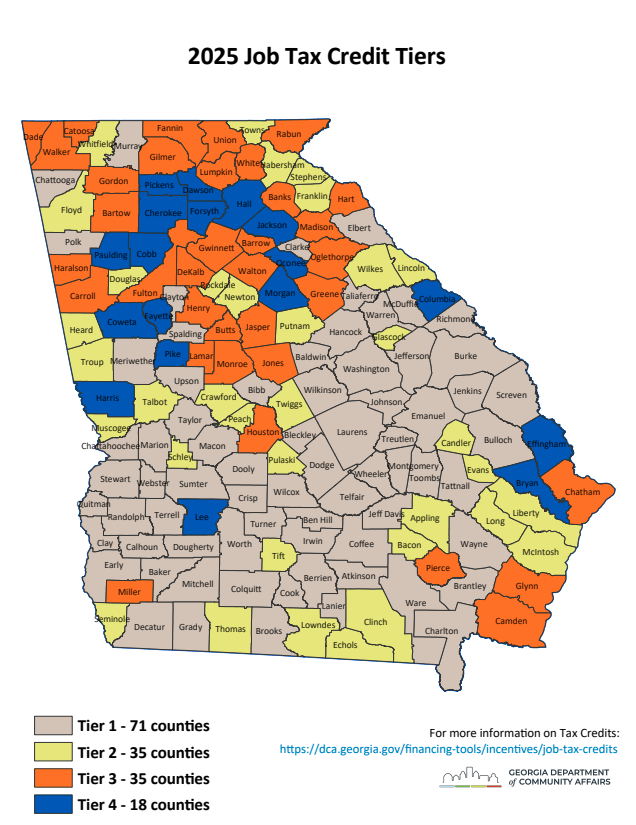 2025 Job Tax Credit Tiers
Dade
Catoosa
Whitfield
Murray
Fannin
Union
Towns
Rabun
Walker
Gilmer
Lumpkin
White
Habersham
Stephens
Chattooga
Gordon
Pickens
Dawson
Hall
Banks
Franklin
Hart
Floyd
Bartow
Cherokee
Forsyth
Jackson
Madison
Elbert
Polk
Paulding
Cobb
Gwinnett
Barrow
Clarke
Oconee
Oglethorpe
Wilkes
Lincoln
Haralson
Douglas
DeKalb
Walton
Rockdale
Newton
Morgan
Greene
Taliaferro
McDuffie
Columbia
Carroll
Fulton
Clayton
Fayette
Henry
Warren
Richmond
Heard
Coweta
Spalding
Butts
Jasper
Putnam
Hancock
Glascock
Troup
Meriwether
Pike
Lamar
Monroe
Jones
Baldwin
Washington
Jefferson
Burke
Harris
Talbot
Upson
Crawford
Bibb
Twiggs
Wilkinson
Johnson
Jenkins
Screven
Muscogee
Taylor
Peach
Houston
Bleckley
Laurens
Emanuel
Treutlen
Candler
Bulloch
Effingham
Chattahoochee
Marion
Schley
Macon
Pulaski
Dodge
Wheeler
Montgomery
Toombs
Evans
Tattnall
Bryan
Chatham
Stewart
Webster
Sumter
Dooly
Crisp
Wilcox
Telfair
Quitman
Randolph
Terrell
Lee
Turner
Ben Hill
Jeff Davis
Appling
Long
Liberty
Clay
Calhoun
Dougherty
Worth
Irwin
Coffee
Bacon
Wayne
McIntosh
Early
Baker
Mitchell
Tift
Berrien
Atkinson
Pierce
Brantley
Glynn
Miller
Colquitt
Cook
Lanier
Ware
Camden
Seminole
Decatur
Grady
Thomas
Brooks
Lowndes
Clinch
Echols
Charlton
Tier 1 - 71 counties
Tier 2 - 35 counties
Tier 3 - 35 counties
Tier 4 - 18 counties
For more information on Tax Credits:
https://dca.georgia.gov/financing-tools/incentives/job-tax-credits
GEORGIA DEPARTMENT
of COMMUNITY AFFAIRS